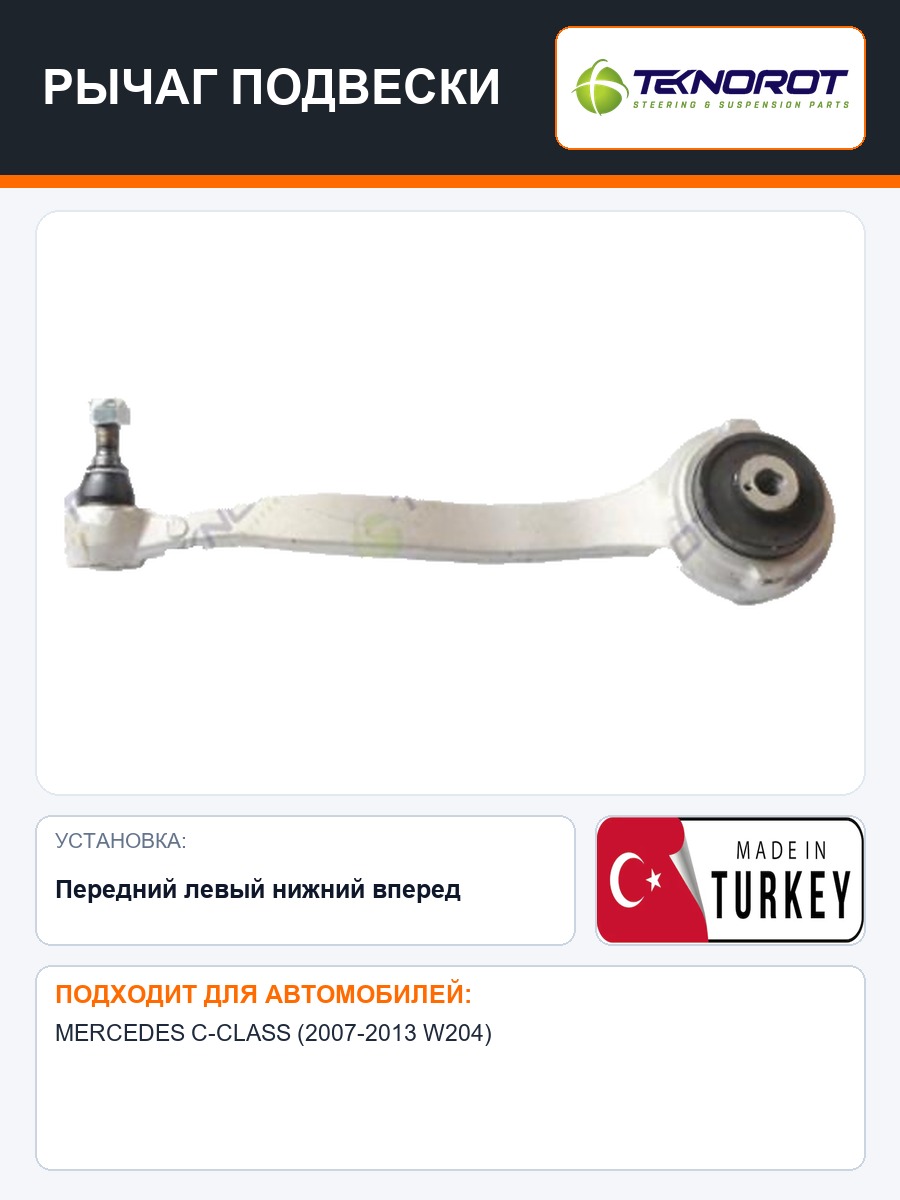 РЫЧАГ ПОДВЕСКИ
TEKNOROT
STEERING & SUSPENSION PARTS
УСТАНОВКА:
Передний левый нижний вперед
MADE IN
TURKEY
ПОДХОДИТ ДЛЯ АВТОМОБИЛЕЙ:
MERCEDES C-CLASS (2007-2013 W204)